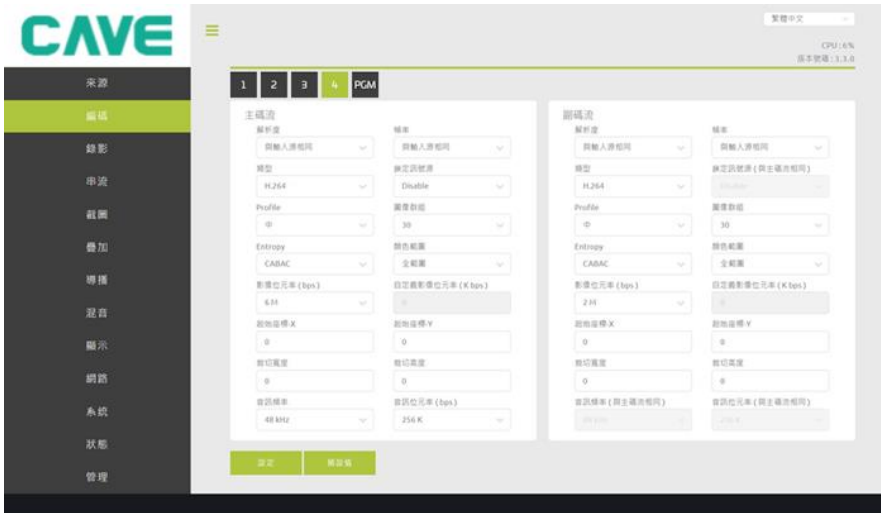 CAVE
繁體中文
CPU : 6%
版本號碼 : 3.3.0
來源
編碼
錄影
串流
截圖
疊加
導播
混音
顯示
網路
系統
狀態
管理
1 2 3 4 PGM
主碼流
解析度 幀率
與輸入源相同 與輸入源相同
類型 鎖定訊號源
H.264 Disable
Profile 圖像群組
中 30
Entropy 顏色範圍
CABAC 全範圍
影像位元率 (bps) 自定義影像位元率 (Kbps)
6 M 0
起始座標-X 起始座標-Y
0 0
裁切寬度 裁切高度
0 0
音訊頻率 音訊位元率 (bps)
48 kHz 256 K
副碼流
解析度 幀率
與輸入源相同 與輸入源相同
類型 鎖定訊號源 (與主碼流相同)
H.264 Disable
Profile 圖像群組
中 30
Entropy 顏色範圍
CABAC 全範圍
影像位元率 (bps) 自定義影像位元率 (Kbps)
2 M 0
起始座標-X 起始座標-Y
0 0
裁切寬度 裁切高度
0 0
音訊頻率 (與主碼流相同) 音訊位元率 (與主碼流相同)
48 kHz 256 K
設定 預設值